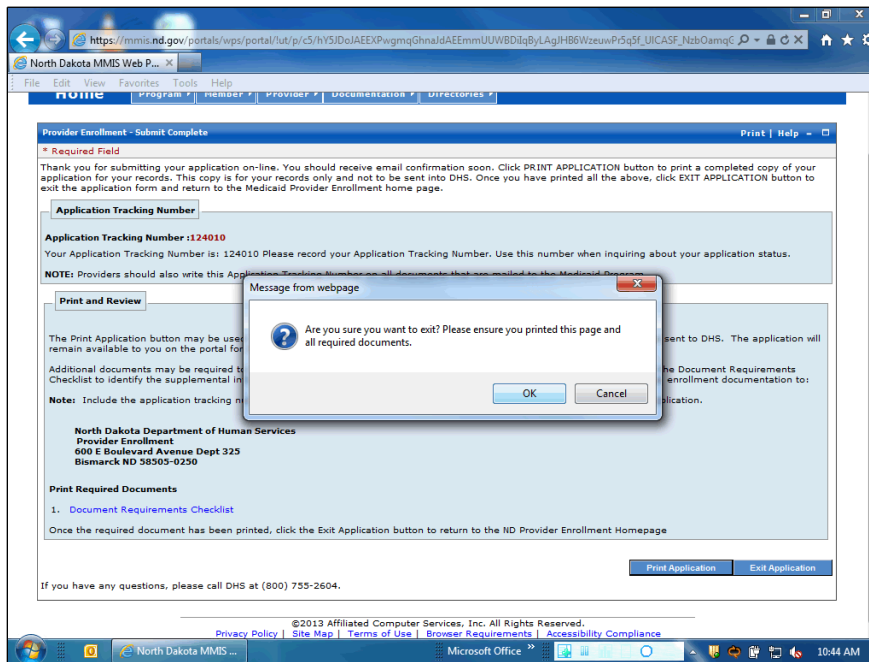 https://mmis.nd.gov/portals/wps/portal/!ut/p/c5/
North Dakota MMIS Web P...
File Edit View Favorites Tools Help
Home Program Member Provider Documentation Directories
Provider Enrollment - Submit Complete Print | Help
* Required Field
Thank you for submitting your application on-line. You should receive email confirmation soon. Click PRINT APPLICATION button to print a completed copy of your
application for your records. This copy is for your records only and not to be sent into DHS. Once you have printed all the above, click EXIT APPLICATION button to
exit the application form and return to the Medicaid Provider Enrollment home page.
Application Tracking Number
Application Tracking Number :124010
Your Application Tracking Number is: 124010 Please record your Application Tracking Number. Use this number when inquiring about your application status.
NOTE: Providers should also write this Application Tracking Number on all documents that are mailed to the Medicaid Program
Message from webpage
Are you sure you want to exit? Please ensure you printed this page and
all required documents.
OK Cancel
Print and Review
The Print Application button may be use sent to DHS. The application will
remain available to you on the portal for
Additional documents may be required t he Document Requirements
Checklist to identify the supplemental in enrollment documentation to:
Note: Include the application tracking n plication.
North Dakota Department of Human Services
Provider Enrollment
600 E Boulevard Avenue Dept 325
Bismarck ND 58505-0250
Print Required Documents
1. Document Requirements Checklist
Once the required document has been printed, click the Exit Application button to return to the ND Provider Enrollment Homepage
Print Application Exit Application
If you have any questions, please call DHS at (800) 755-2604.
©2013 Affiliated Computer Services, Inc. All Rights Reserved.
Privacy Policy | Site Map | Terms of Use | Browser Requirements | Accessibility Compliance
North Dakota MMIS ... Microsoft Office » 10:44 AM